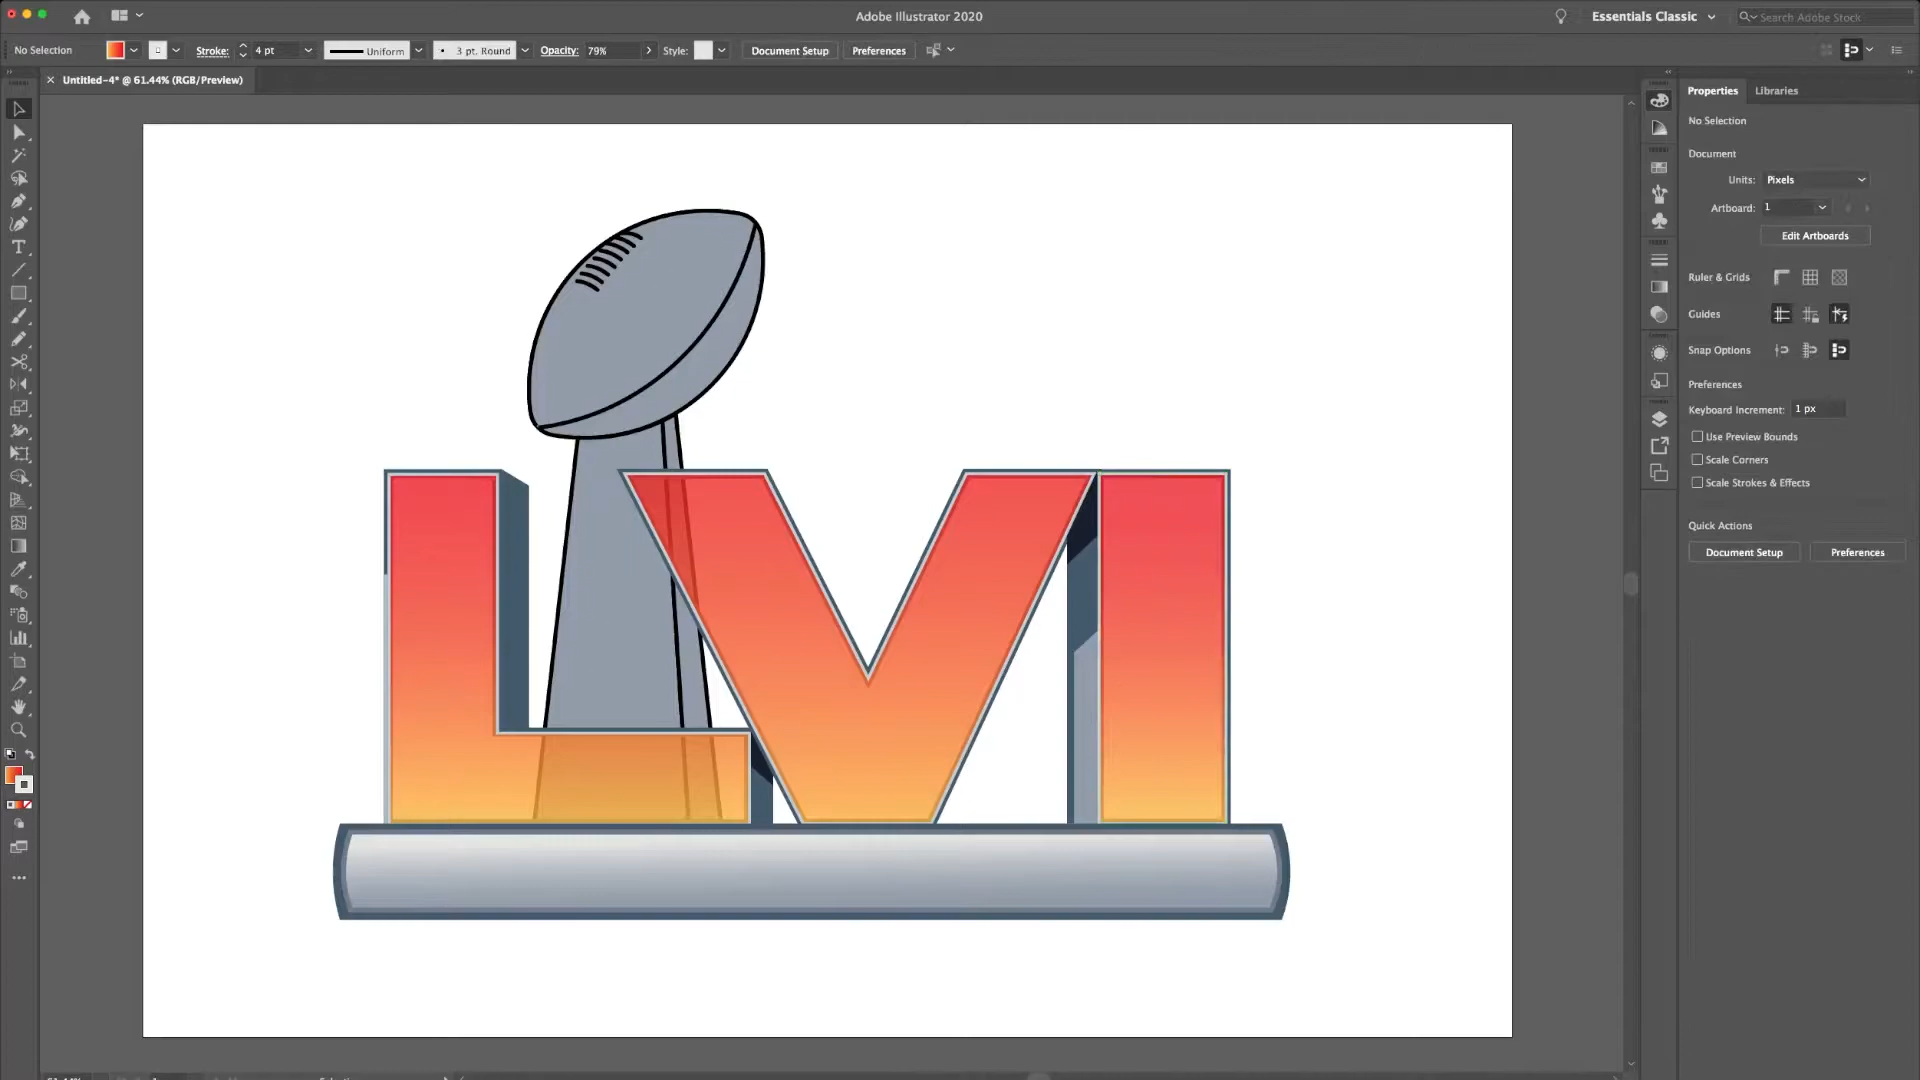 Adobe Illustrator 2020
Essentials Classic
Search Adobe Stock
No Selection
Stroke:
4 pt
Uniform
3 pt. Round
Opacity:
79%
Style:
Document Setup
Preferences
Untitled-4* @ 61.44% (RGB/Preview)
Properties
Libraries
No Selection
Document
Units:
Pixels
Artboard:
1
Edit Artboards
Ruler & Grids
Guides
Snap Options
Preferences
Keyboard Increment:
1 px
Use Preview Bounds
Scale Corners
Scale Strokes & Effects
Quick Actions
Document Setup
Preferences
LVI